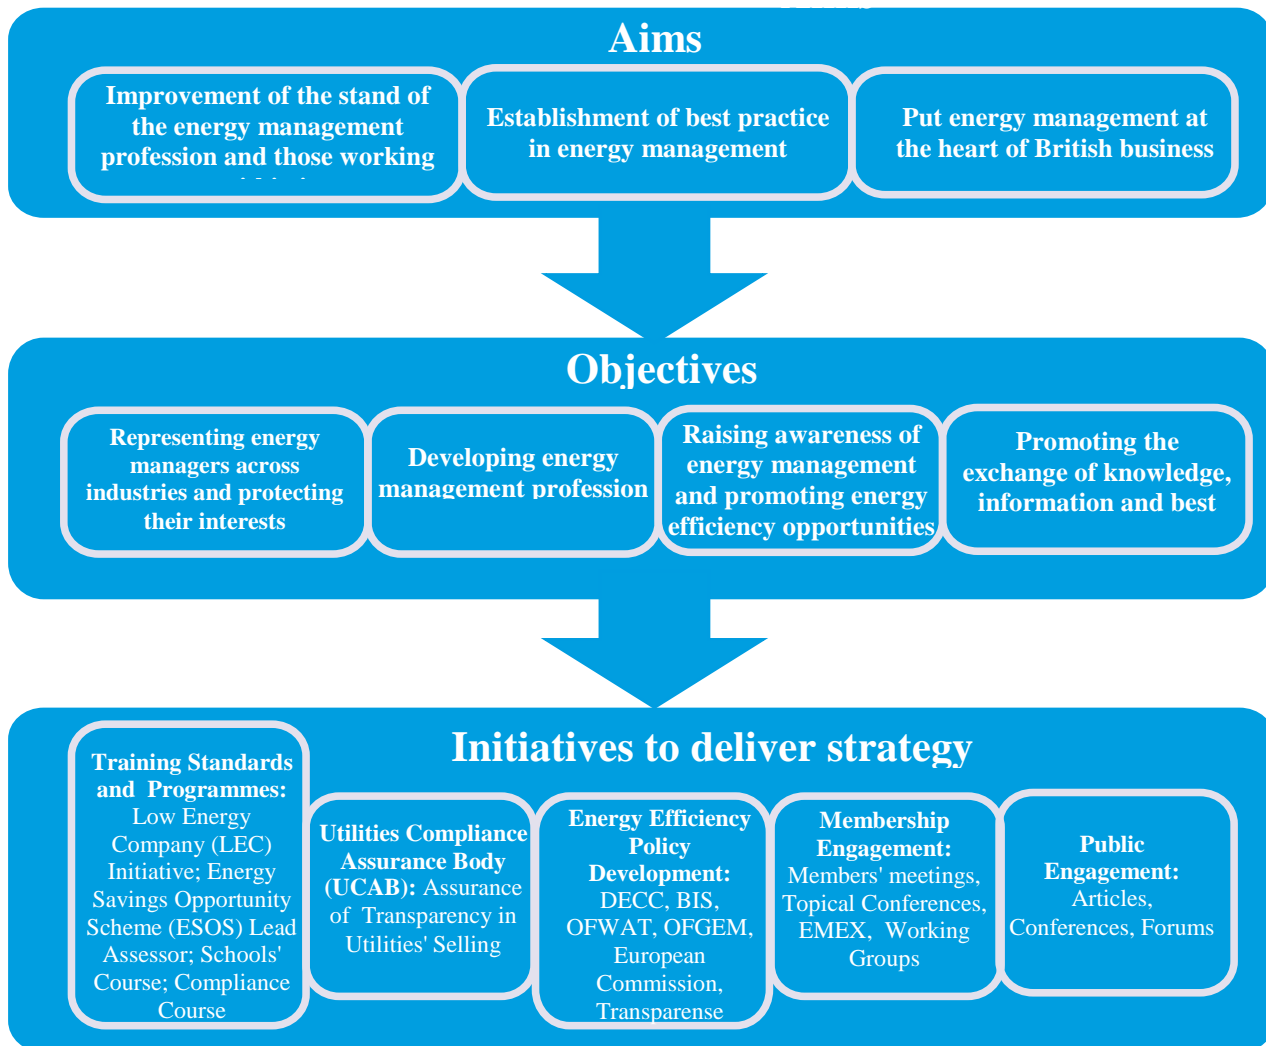 Aims
Improvement of the stand of
the energy management
profession and those working
Establishment of best practice
in energy management
Put energy management at
the heart of British business
Objectives
Representing energy
managers across
industries and protecting
their interests
Developing energy
management profession
Raising awareness of
energy management
and promoting energy
efficiency opportunities
Promoting the
exchange of knowledge,
information and best
Initiatives to deliver strategy
Training Standards
and Programmes:
Low Energy
Company (LEC)
Initiative; Energy
Savings Opportunity
Scheme (ESOS) Lead
Assessor; Schools'
Course; Compliance
Course
Utilities Compliance
Assurance Body
(UCAB): Assurance
of Transparency in
Utilities' Selling
Energy Efficiency
Policy
Development:
DECC, BIS,
OFWAT, OFGEM,
European
Commission,
Transparense
Membership
Engagement:
Members' meetings,
Topical Conferences,
EMEX, Working
Groups
Public
Engagement:
Articles,
Conferences, Forums